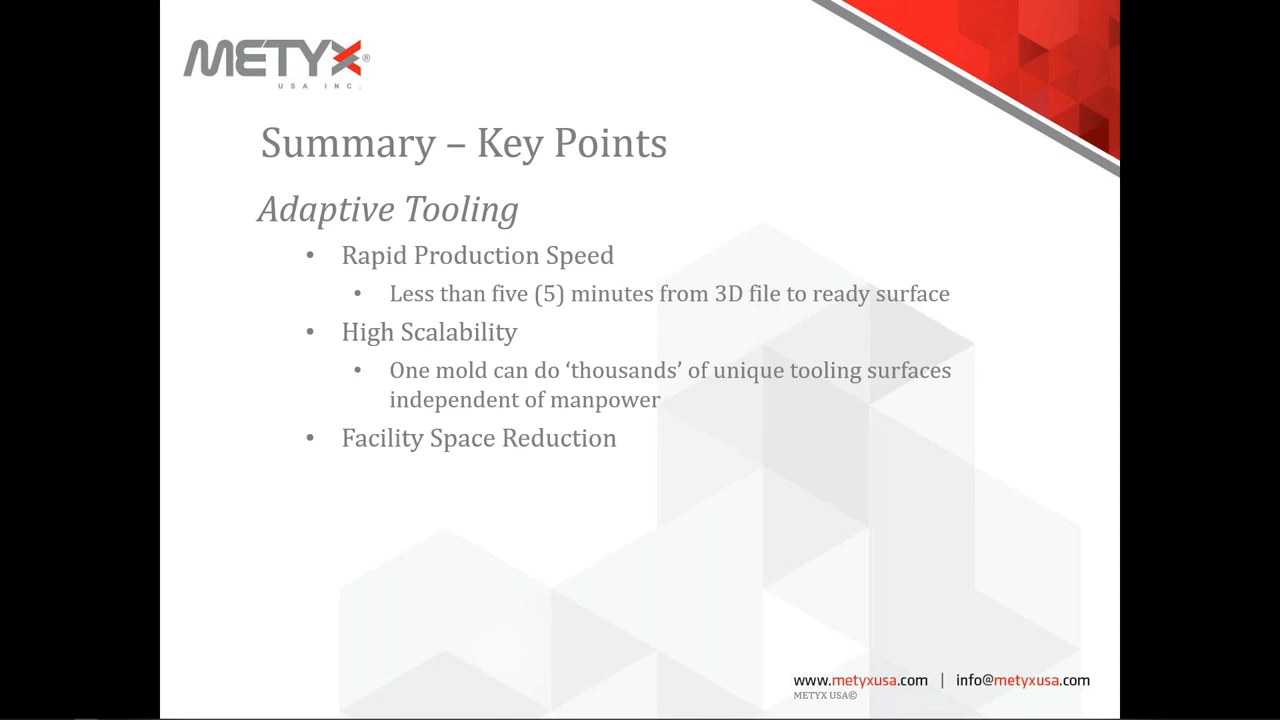 METYX®
USA INC.
Summary – Key Points
Adaptive Tooling
• Rapid Production Speed
• Less than five (5) minutes from 3D file to ready surface
• High Scalability
• One mold can do ‘thousands’ of unique tooling surfaces
independent of manpower
• Facility Space Reduction
www.metyxusa.com | info@metyxusa.com
METYX USA©